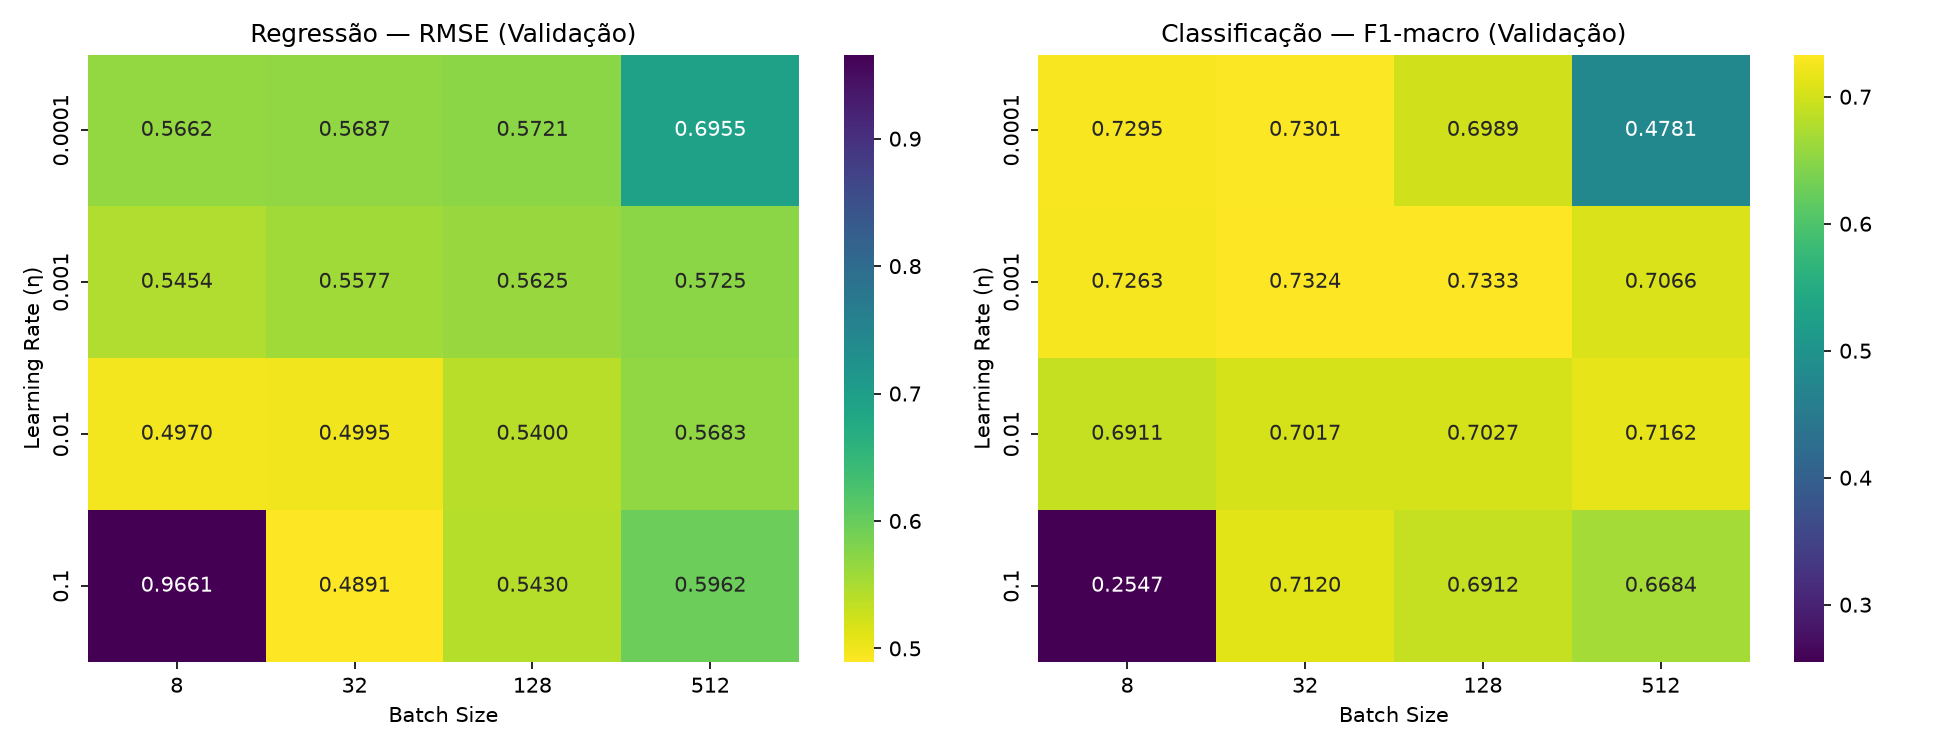 Regressão — RMSE (Validação)
Learning Rate (η)
0.0001 0.5662 0.5687 0.5721 0.6955
0.001 0.5454 0.5577 0.5625 0.5725
0.01 0.4970 0.4995 0.5400 0.5683
0.1 0.9661 0.4891 0.5430 0.5962
8 32 128 512
Batch Size
0.9
0.8
0.7
0.6
0.5
Classificação — F1-macro (Validação)
Learning Rate (η)
0.0001 0.7295 0.7301 0.6989 0.4781
0.001 0.7263 0.7324 0.7333 0.7066
0.01 0.6911 0.7017 0.7027 0.7162
0.1 0.2547 0.7120 0.6912 0.6684
8 32 128 512
Batch Size
0.7
0.6
0.5
0.4
0.3